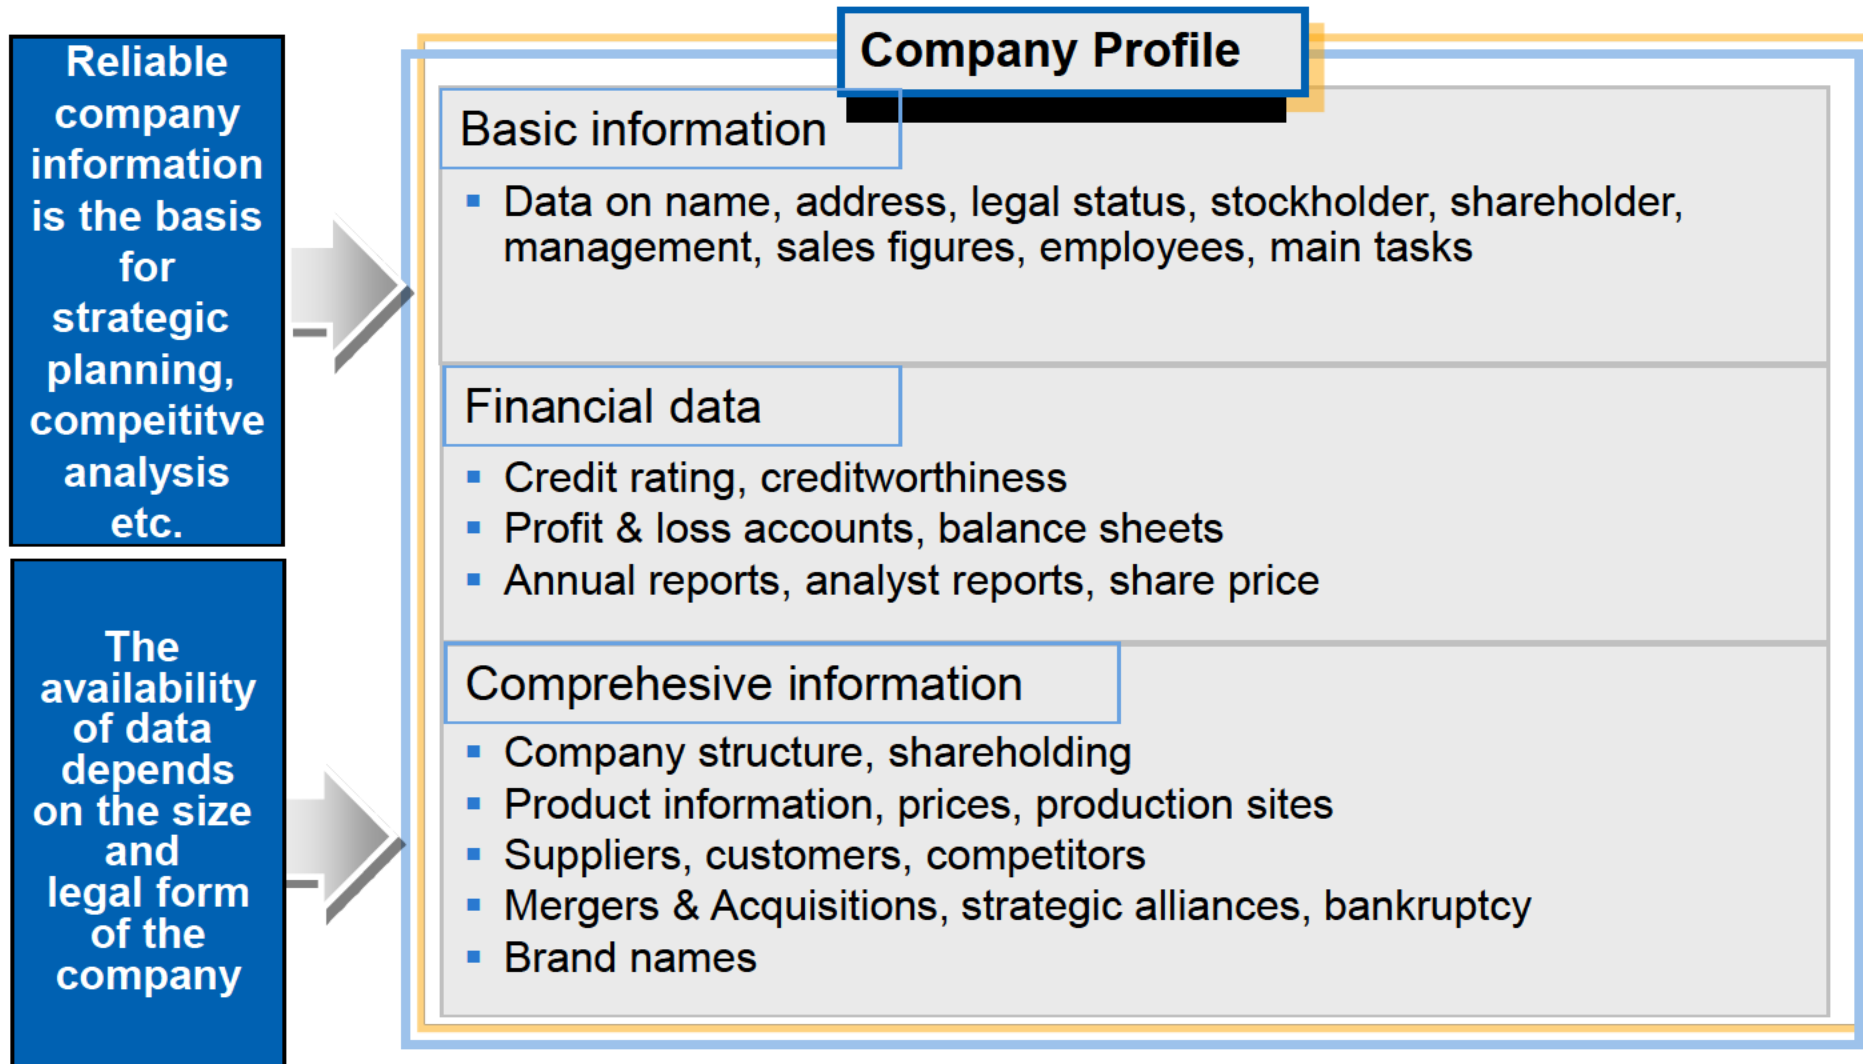 Reliable
company
information
is the basis
for
strategic
planning,
compeititve
analysis
etc.
The
availability
of data
depends
on the size
and
legal form
of the
company
Company Profile
Basic information
Data on name, address, legal status, stockholder, shareholder,
management, sales figures, employees, main tasks
Financial data
Credit rating, creditworthiness
Profit & loss accounts, balance sheets
Annual reports, analyst reports, share price
Comprehesive information
Company structure, shareholding
Product information, prices, production sites
Suppliers, customers, competitors
Mergers & Acquisitions, strategic alliances, bankruptcy
Brand names